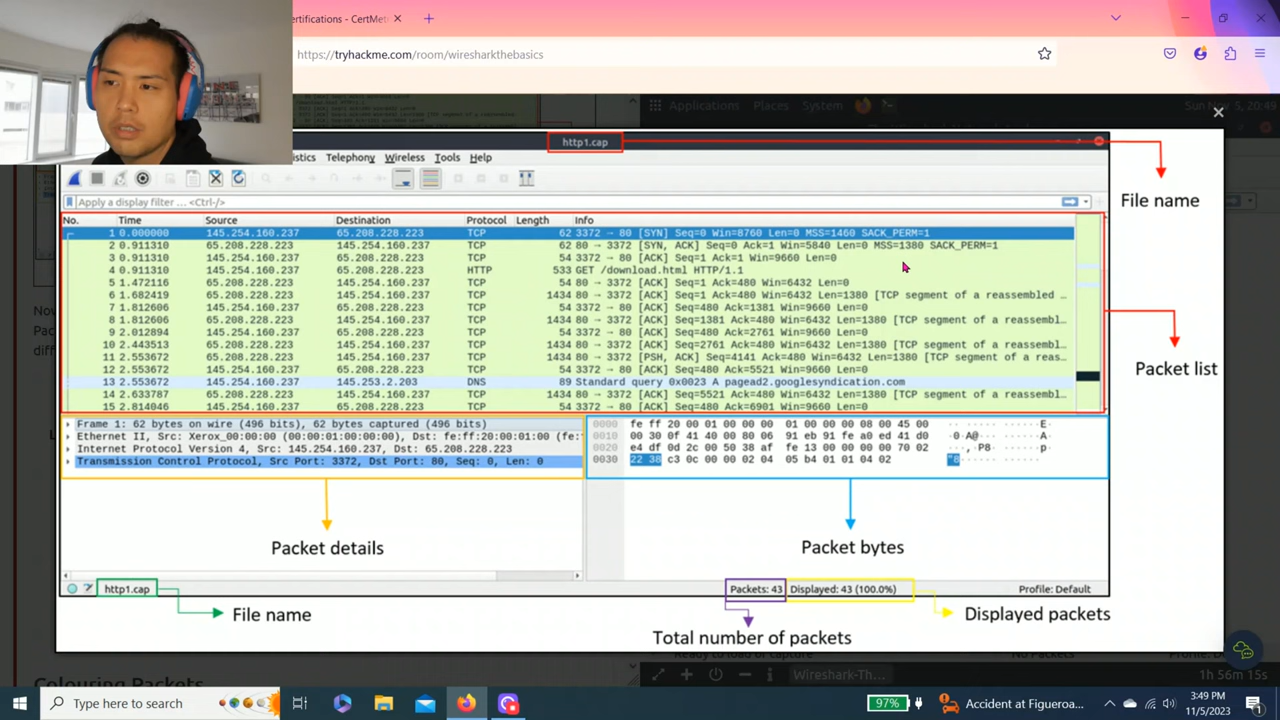 ertifications - CertMet
https://tryhackme.com/room/wiresharkthebasics
Applications Places System
Sun Nov 5, 20:49
http1.cap
File name
istics Telephony Wireless Tools Help
Apply a display filter ... <Ctrl-/>
No. Time Source Destination Protocol Length Info
1 0.000000 145.254.160.237 65.208.228.223 TCP 62 3372 → 80 [SYN] Seq=0 Win=8760 Len=0 MSS=1460 SACK_PERM=1
2 0.911310 65.208.228.223 145.254.160.237 TCP 62 80 → 3372 [SYN, ACK] Seq=0 Ack=1 Win=5840 Len=0 MSS=1380 SACK_PERM=1
3 0.911310 145.254.160.237 65.208.228.223 TCP 54 3372 → 80 [ACK] Seq=1 Ack=1 Win=9660 Len=0
4 0.911310 145.254.160.237 65.208.228.223 HTTP 533 GET /download.html HTTP/1.1
5 1.472116 65.208.228.223 145.254.160.237 TCP 54 80 → 3372 [ACK] Seq=1 Ack=480 Win=6432 Len=0
6 1.682419 65.208.228.223 145.254.160.237 TCP 1434 80 → 3372 [ACK] Seq=1 Ack=480 Win=6432 Len=1380 [TCP segment of a reassembled …
7 1.812606 145.254.160.237 65.208.228.223 TCP 54 3372 → 80 [ACK] Seq=480 Ack=1381 Win=9660 Len=0
8 1.812606 65.208.228.223 145.254.160.237 TCP 1434 80 → 3372 [ACK] Seq=1381 Ack=480 Win=6432 Len=1380 [TCP segment of a reassembl…
9 2.012894 145.254.160.237 65.208.228.223 TCP 54 3372 → 80 [ACK] Seq=480 Ack=2761 Win=9660 Len=0
10 2.443513 65.208.228.223 145.254.160.237 TCP 1434 80 → 3372 [ACK] Seq=2761 Ack=480 Win=6432 Len=1380 [TCP segment of a reassembl…
11 2.553672 65.208.228.223 145.254.160.237 TCP 1434 80 → 3372 [PSH, ACK] Seq=4141 Ack=480 Win=6432 Len=1380 [TCP segment of a reas…
12 2.553672 145.254.160.237 65.208.228.223 TCP 54 3372 → 80 [ACK] Seq=480 Ack=5521 Win=9660 Len=0
13 2.553672 145.254.160.237 145.253.2.203 DNS 89 Standard query 0x0023 A pagead2.googlesyndication.com
14 2.633787 65.208.228.223 145.254.160.237 TCP 1434 80 → 3372 [ACK] Seq=5521 Ack=480 Win=6432 Len=1380 [TCP segment of a reassembl…
15 2.814046 145.254.160.237 65.208.228.223 TCP 54 3372 → 80 [ACK] Seq=480 Ack=6901 Win=9660 Len=0
Packet list
Frame 1: 62 bytes on wire (496 bits), 62 bytes captured (496 bits)
Ethernet II, Src: Xerox_00:00:00 (00:00:01:00:00:00), Dst: fe:ff:20:00:01:00 (fe:
Internet Protocol Version 4, Src: 145.254.160.237, Dst: 65.208.228.223
Transmission Control Protocol, Src Port: 3372, Dst Port: 80, Seq: 0, Len: 0
0000 fe ff 20 00 01 00 00 00 01 00 00 00 08 00 45 00 ·· ····· ······E·
0010 00 30 0f 41 40 00 80 06 91 eb 91 fe a0 ed 41 d0 ·0·A@··· ······A·
0020 e4 df 0d 2c 00 50 38 af fe 13 00 00 00 00 70 02 ···,·P8· ······p·
0030 22 38 c3 0c 00 00 02 04 05 b4 01 01 04 02 "8······ ······
Packet details
Packet bytes
http1.cap
Packets: 43
Displayed: 43 (100.0%)
Profile: Default
File name
Displayed packets
Total number of packets
Colouring Packets
Wireshark-Th...
1h 56m 15s
Type here to search
97%
Accident at Figueroa...
3:49 PM
11/5/2023